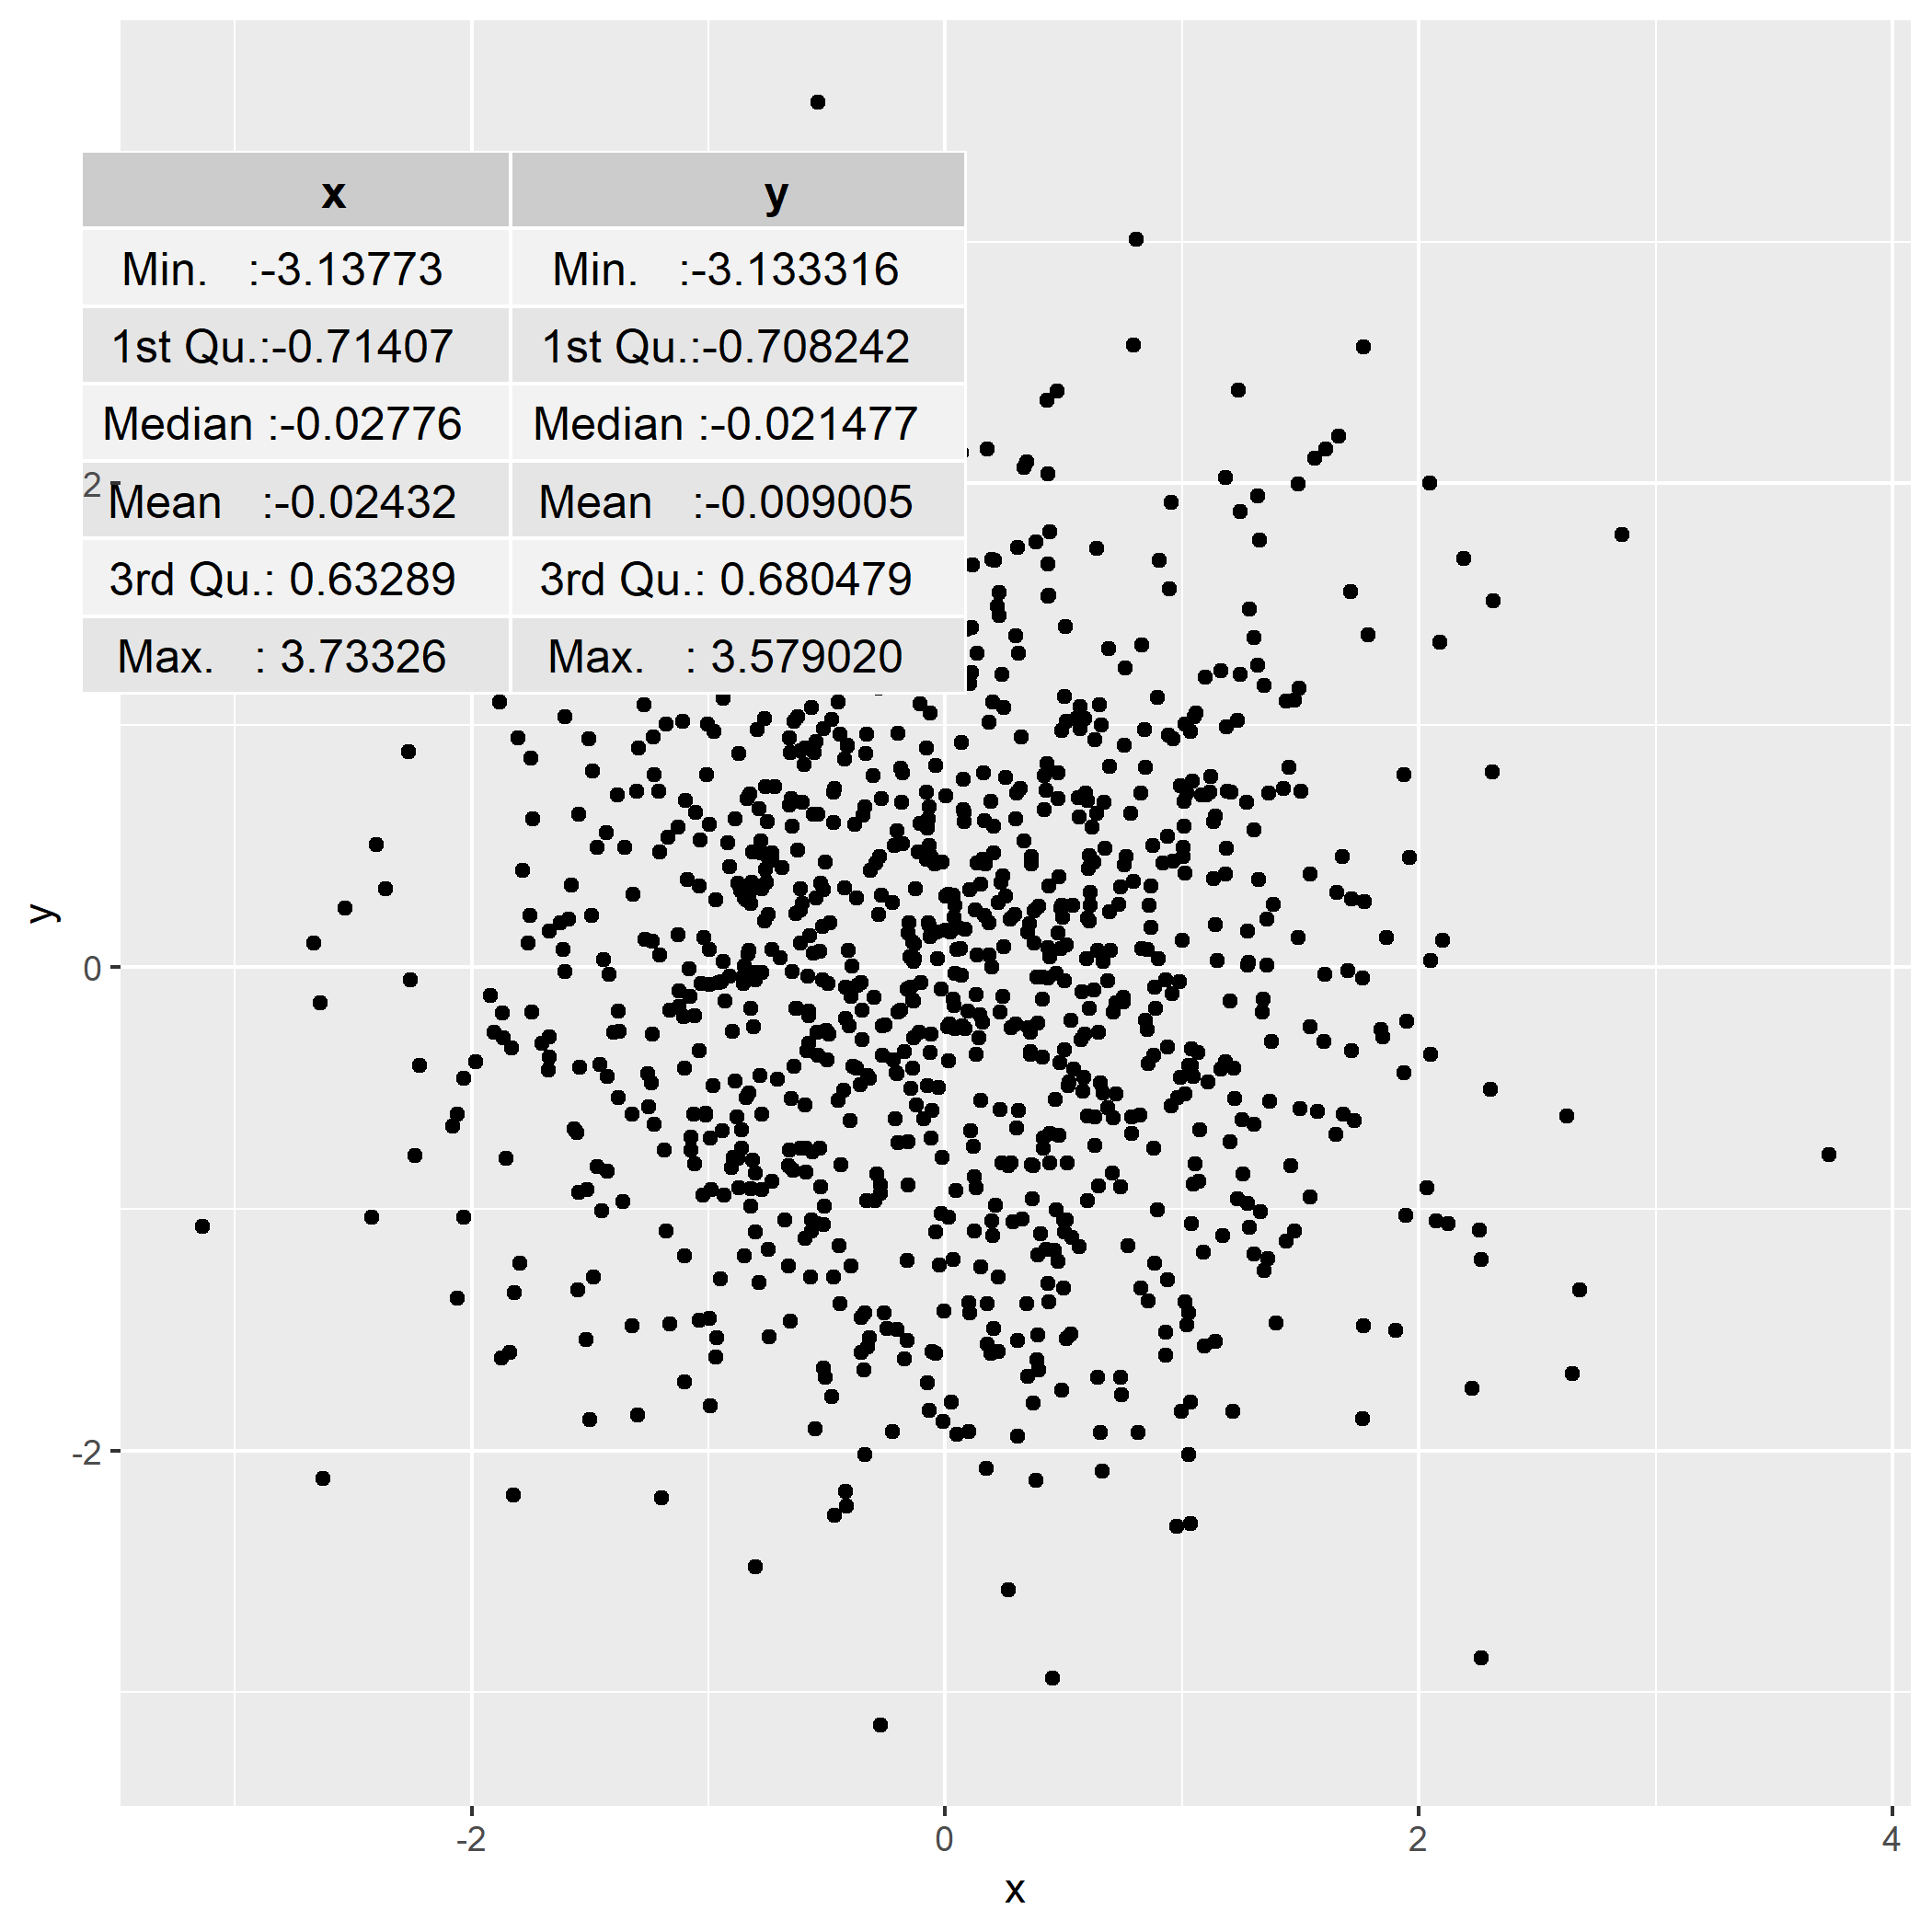 x y
Min.   :-3.13773 Min.   :-3.133316
1st Qu.:-0.71407 1st Qu.:-0.708242
Median :-0.02776 Median :-0.021477
2 Mean   :-0.02432 Mean   :-0.009005
3rd Qu.: 0.63289 3rd Qu.: 0.680479
Max.   : 3.73326 Max.   : 3.579020
y
0
-2
-2 0 2 4
x